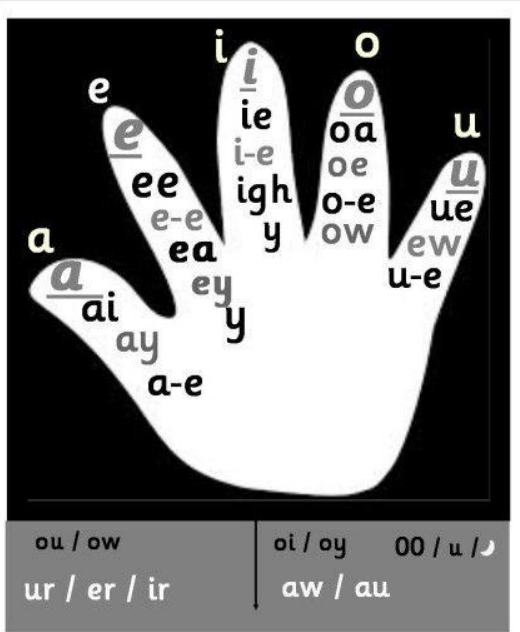 a
a
ai
ay
a-e
e
e
ee
e-e
ea
ey
y
i
i
ie
i-e
igh
y
o
o
oa
oe
o-e
ow
u
u
ue
ew
u-e
ou / ow
ur / er / ir
oi / oy
oo / u /
aw / au